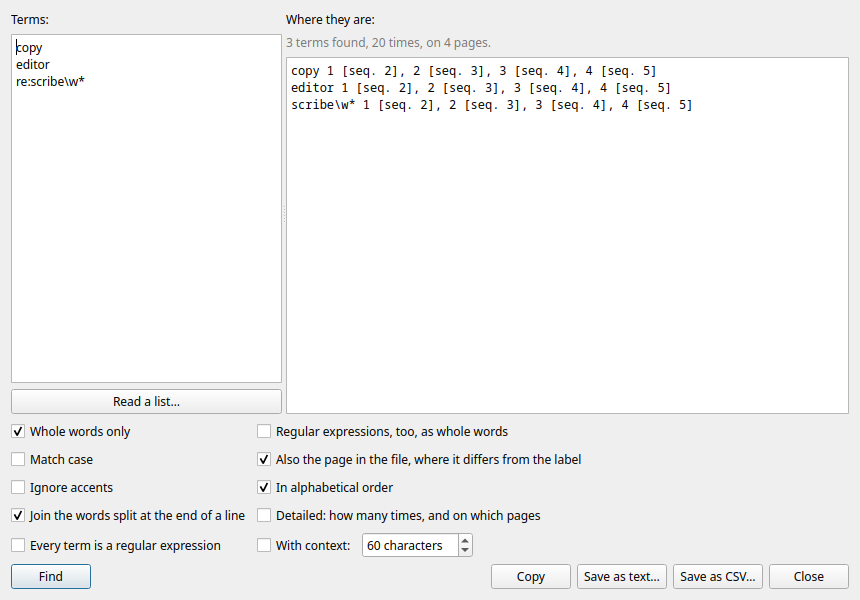 Terms:
copy
editor
re:scribe\w*
Read a list...
Where they are:
3 terms found, 20 times, on 4 pages.
copy 1 [seq. 2], 2 [seq. 3], 3 [seq. 4], 4 [seq. 5]
editor 1 [seq. 2], 2 [seq. 3], 3 [seq. 4], 4 [seq. 5]
scribe\w* 1 [seq. 2], 2 [seq. 3], 3 [seq. 4], 4 [seq. 5]
Whole words only
Regular expressions, too, as whole words
Match case
Also the page in the file, where it differs from the label
Ignore accents
In alphabetical order
Join the words split at the end of a line
Detailed: how many times, and on which pages
Every term is a regular expression
With context: 60 characters
Find
Copy
Save as text...
Save as CSV...
Close